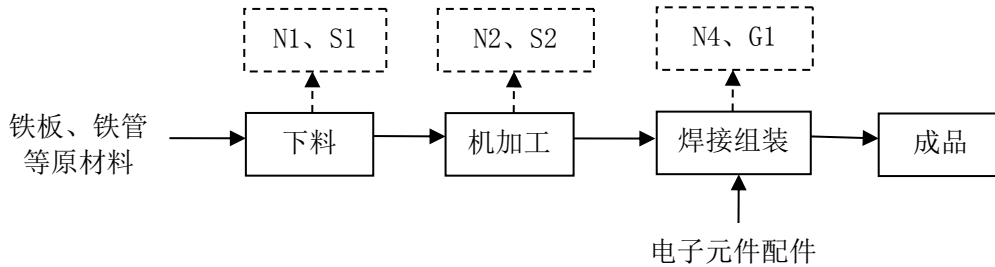 N1、S1
N2、S2
N4、G1
铁板、铁管
等原材料
下料
机加工
焊接组装
成品
电子元件配件